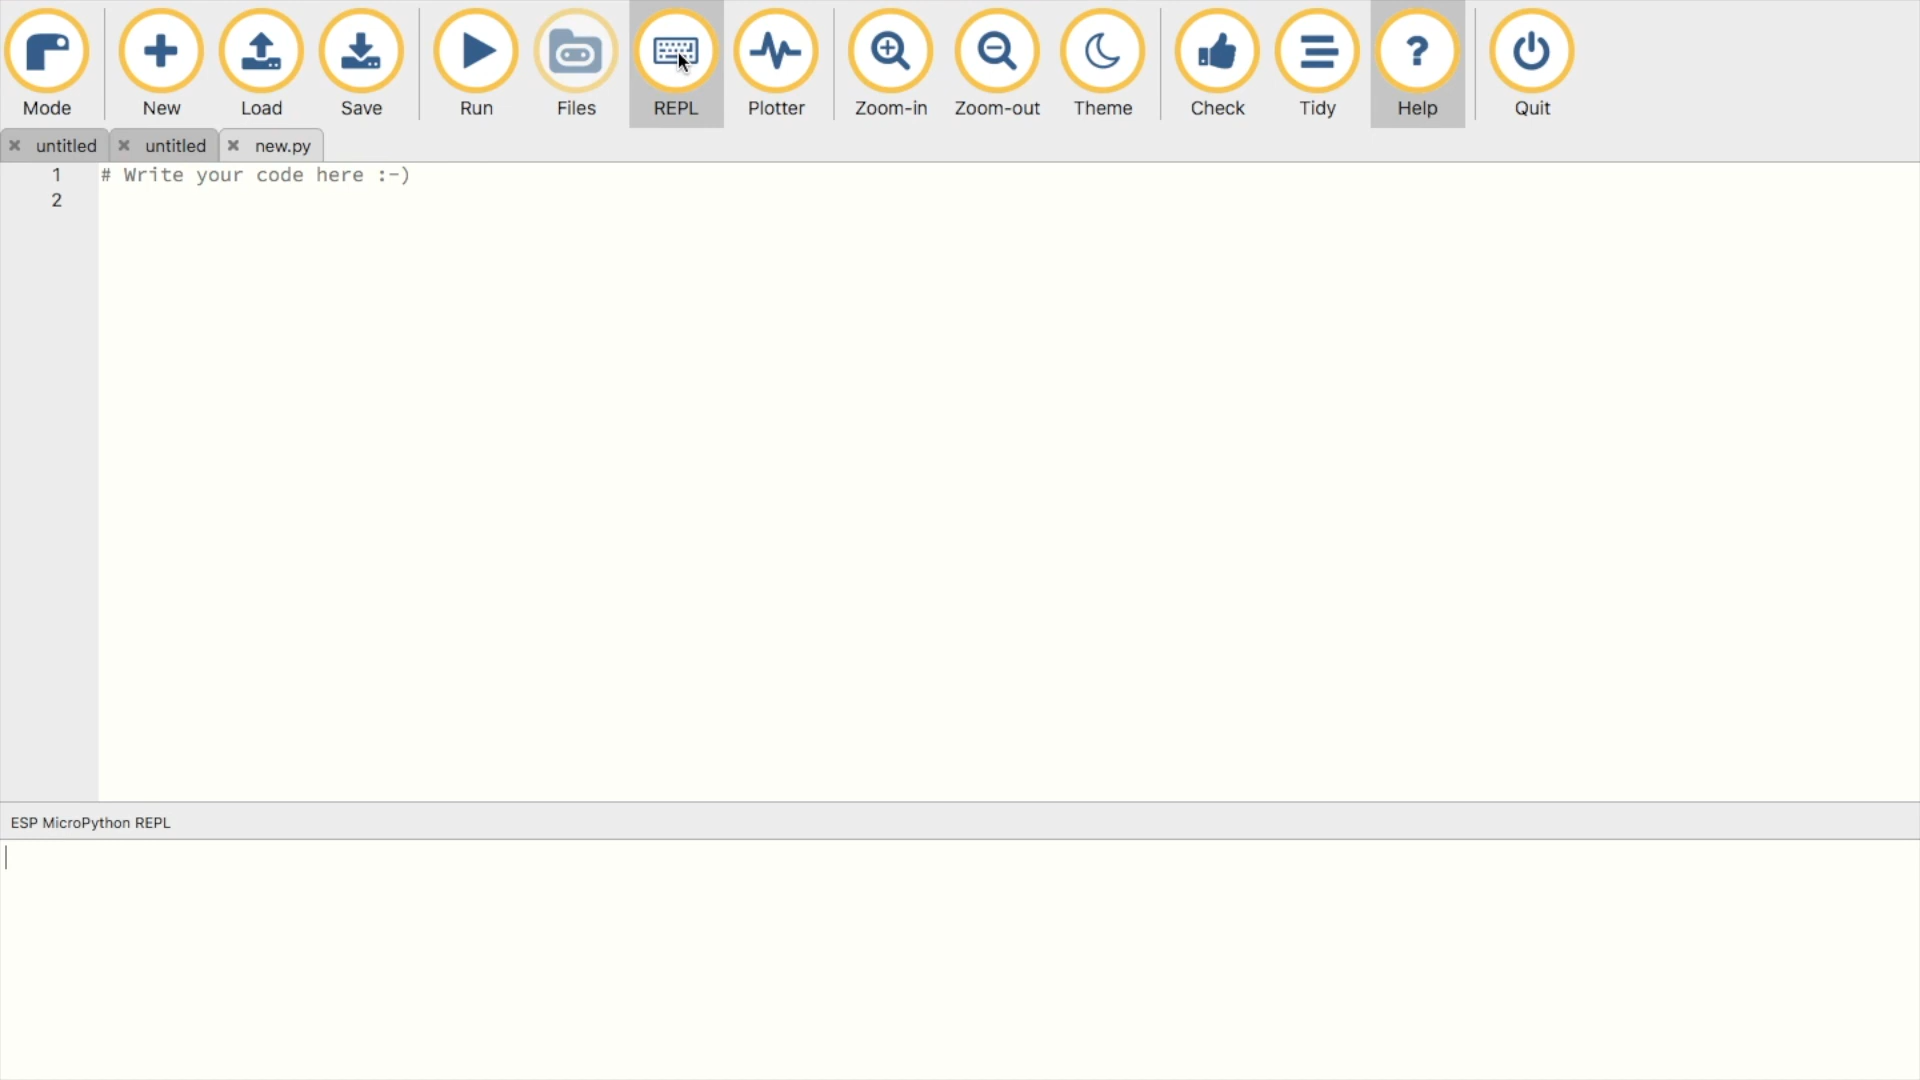 Mode New Load Save Run Files REPL Plotter Zoom-in Zoom-out Theme Check Tidy Help Quit
untitled untitled new.py
1 # Write your code here :-)
2
ESP MicroPython REPL